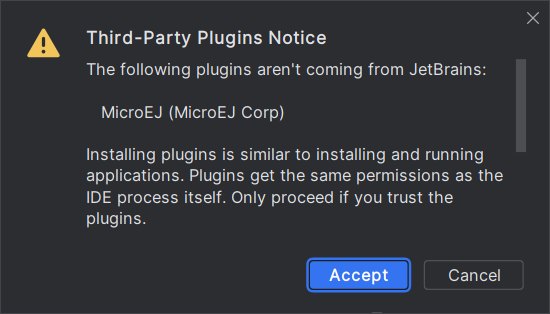 Third-Party Plugins Notice
The following plugins aren't coming from JetBrains:
MicroEJ (MicroEJ Corp)
Installing plugins is similar to installing and running
applications. Plugins get the same permissions as the
IDE process itself. Only proceed if you trust the
plugins.
Accept Cancel